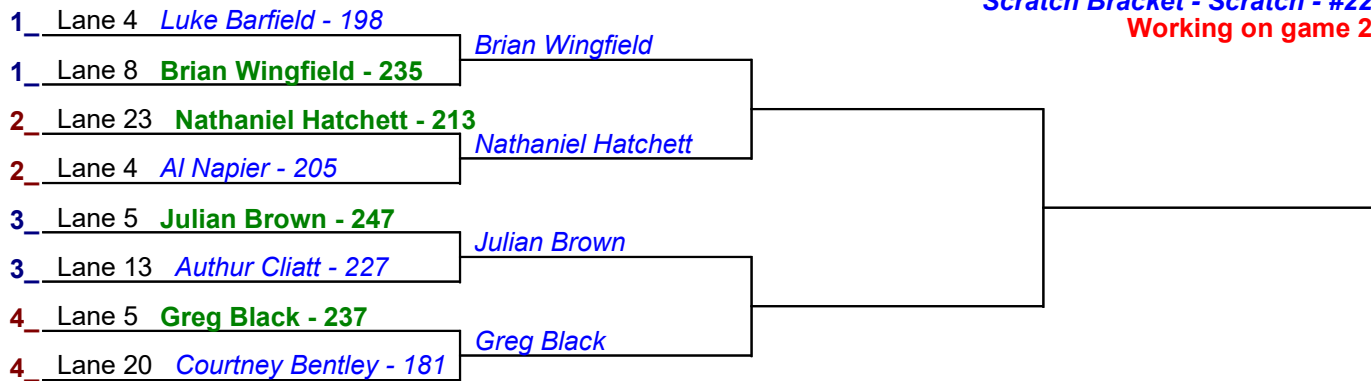 Scratch Bracket - Scratch - #22
Working on game 2
1_ Lane 4 Luke Barfield - 198
Brian Wingfield
1_ Lane 8 Brian Wingfield - 235
2_ Lane 23 Nathaniel Hatchett - 213
Nathaniel Hatchett
2_ Lane 4 Al Napier - 205
3_ Lane 5 Julian Brown - 247
Julian Brown
3_ Lane 13 Authur Cliatt - 227
4_ Lane 5 Greg Black - 237
Greg Black
4_ Lane 20 Courtney Bentley - 181